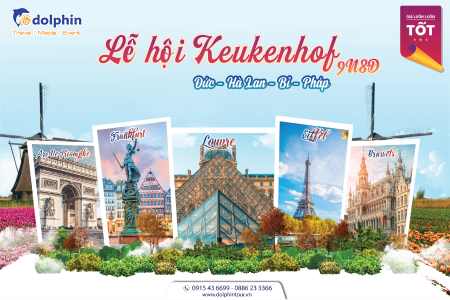 dolphin
Travel Media Event
GIÁ LUÔN LUÔN
TỐT
Lễ hội Keukenhof
9N8Đ
Đức - Hà Lan - Bỉ - Pháp
Arc De Triomphe
Frankfurt
Louvre
Eiffel
Brussels
0915 43 6699 - 0886 23 3366
www.dolphintour.vn